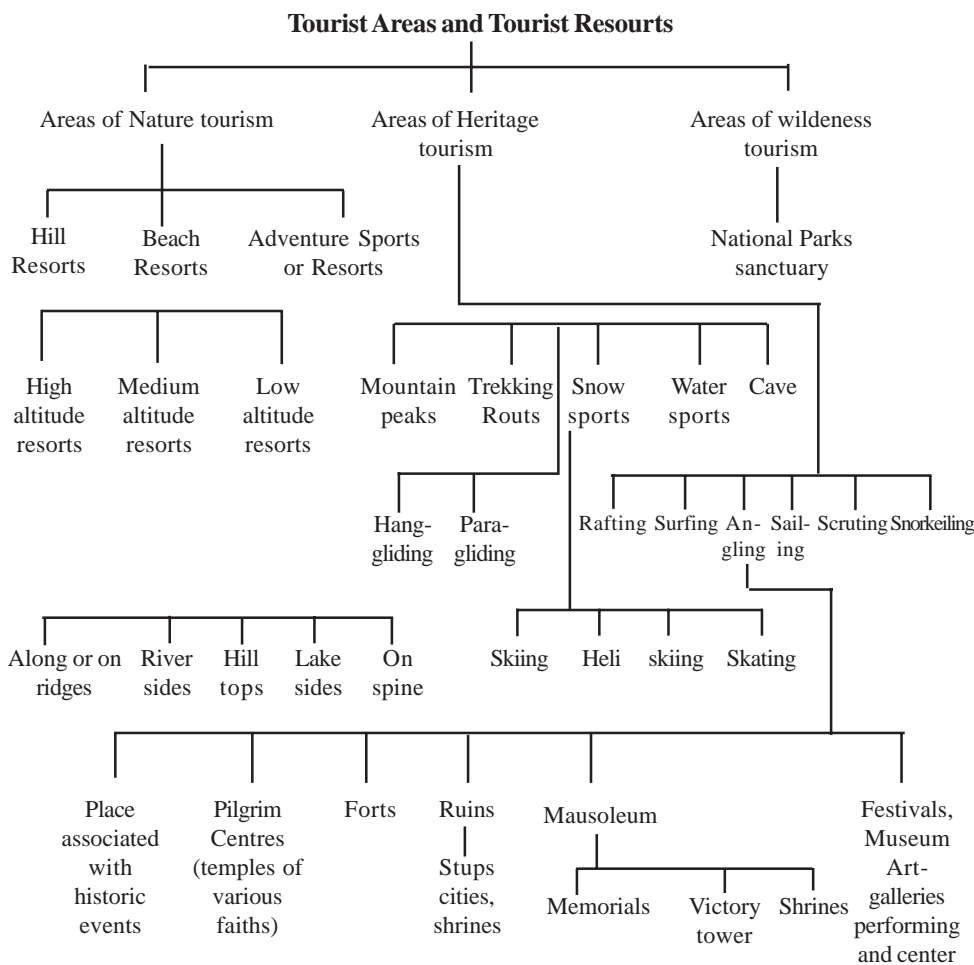 Tourist Areas and Tourist Resourts
Areas of Nature tourism
Areas of Heritage
tourism
Areas of wildeness
tourism
Hill
Resorts
Beach
Resorts
Adventure Sports
or Resorts
National Parks
sanctuary
High
altitude
resorts
Medium
altitude
resorts
Low
altitude
resorts
Mountain
peaks
Trekking
Routs
Snow
sports
Water
sports
Cave
Hang-
gliding
Para-
gliding
Rafting
Surfing
An-
gling
Sail-
ing
Scruting
Snorkeiling
Along or on
ridges
River
sides
Hill
tops
Lake
sides
On
spine
Skiing
Heli
skiing
Skating
Place
associated
with
historic
events
Pilgrim
Centres
(temples of
various
faiths)
Forts
Ruins
Stups
cities,
shrines
Mausoleum
Memorials
Victory
tower
Shrines
Festivals,
Museum
Art-
galleries
performing
and center